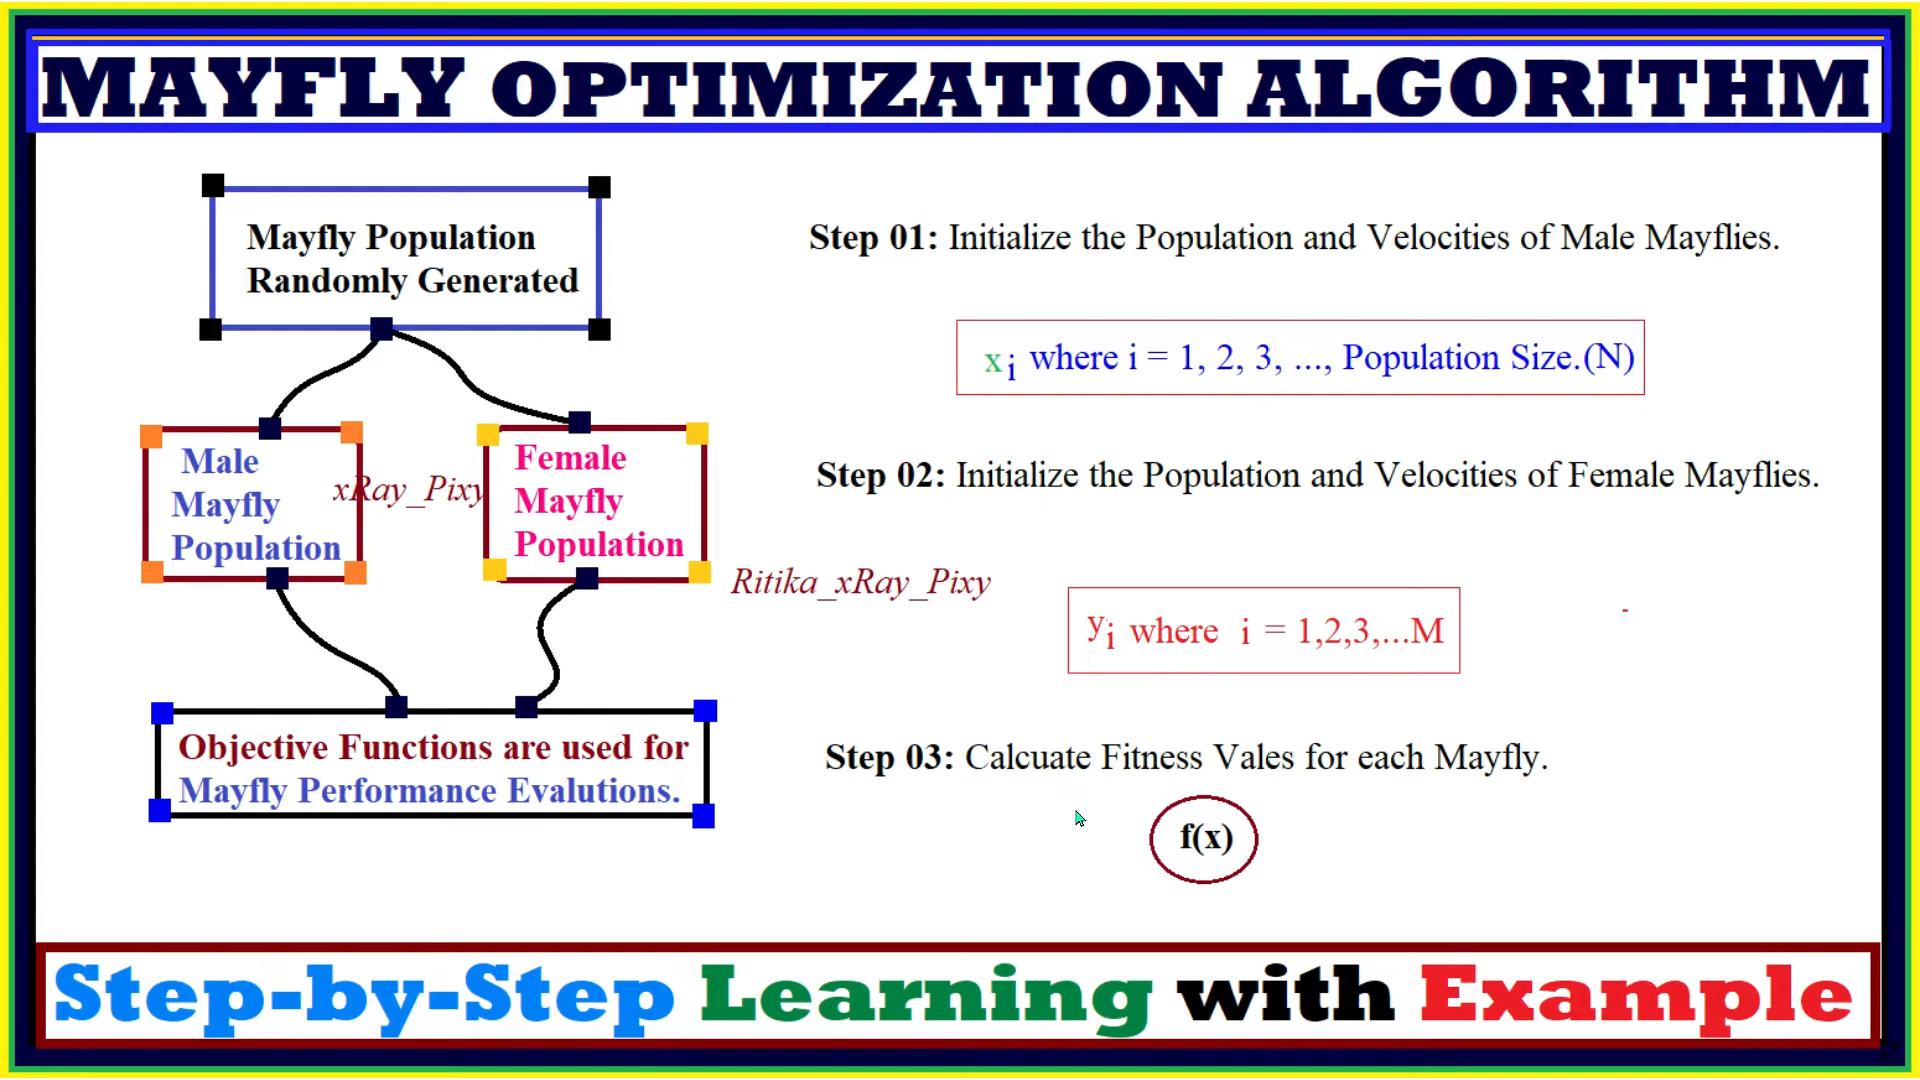 MAYFLY OPTIMIZATION ALGORITHM
Mayfly Population
Randomly Generated
Male
Mayfly
Population
xRay_Pixy
Female
Mayfly
Population
Objective Functions are used for
Mayfly Performance Evalutions.
Ritika_xRay_Pixy
Step 01: Initialize the Population and Velocities of Male Mayflies.
x i where i = 1, 2, 3, ..., Population Size.(N)
Step 02: Initialize the Population and Velocities of Female Mayflies.
y i where i = 1,2,3,...M
Step 03: Calcuate Fitness Vales for each Mayfly.
f(x)
Step-by-Step Learning with Example